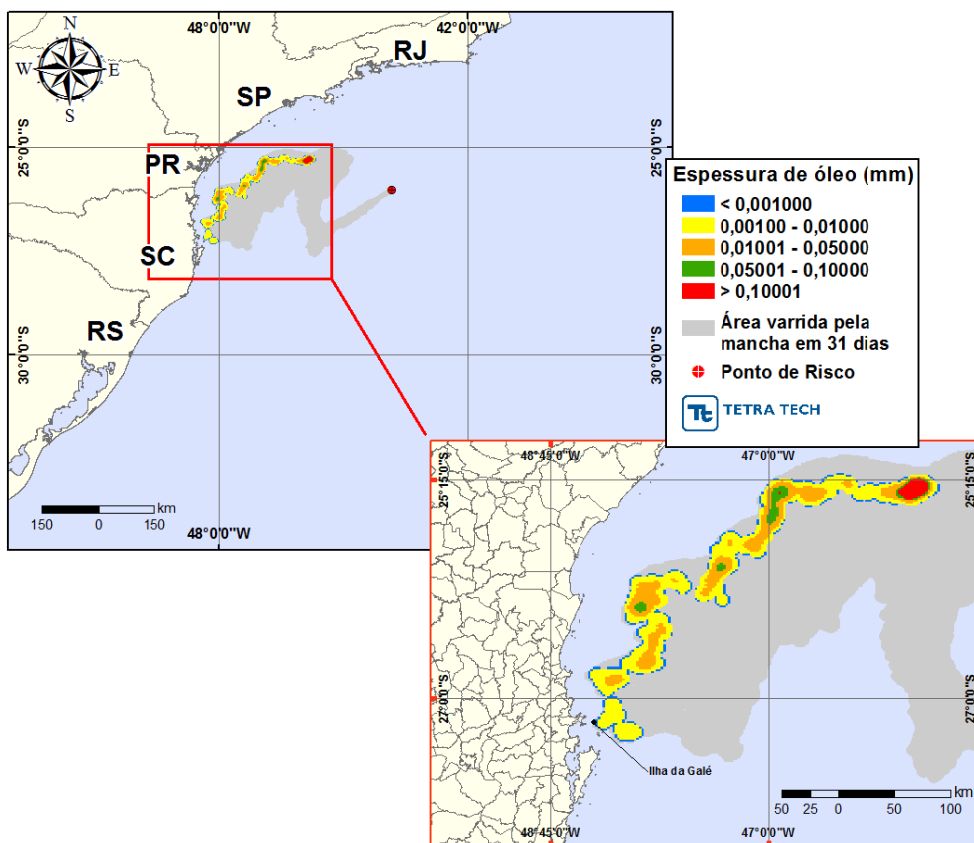 48°0'0"W
42°0'0"W
N
W
E
S
RJ
SP
25°0'0"S
25°0'0"S
PR
SC
RS
30°0'0"S
30°0'0"S
150
0
150
km
48°0'0"W
Espessura de óleo (mm)
< 0,001000
0,00100 - 0,01000
0,01001 - 0,05000
0,05001 - 0,10000
> 0,10001
Área varrida pela
mancha em 31 dias
Ponto de Risco
Tt TETRA TECH
48°45'0"W
47°0'0"W
25°15'0"S
25°15'0"S
27°0'0"S
27°0'0"S
Ilha da Galé
50 25 0 50 100
km
48°45'0"W
47°0'0"W